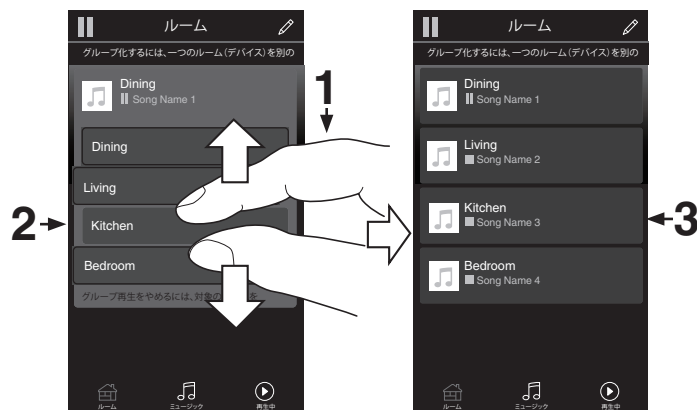 ルーム
グループ化するには、一つのルーム（デバイス）を別の
Dining
Song Name 1
Dining
Living
Kitchen
Bedroom
グループ再生をやめるには、対象の
を
ルーム
ミュージック
再生中
1
2
ルーム
グループ化するには、一つのルーム（デバイス）を別の
Dining
Song Name 1
Living
Song Name 2
Kitchen
Song Name 3
Bedroom
Song Name 4
ルーム
ミュージック
再生中
3